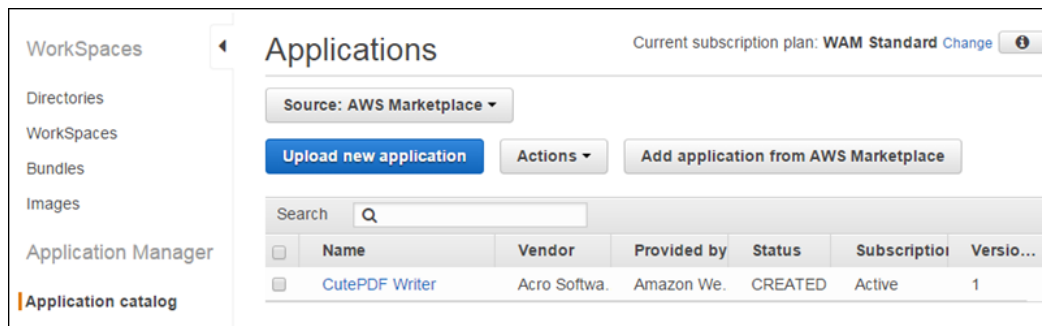 WorkSpaces
Directories
WorkSpaces
Bundles
Images
Application Manager
Application catalog
Applications
Current subscription plan: WAM Standard Change
Source: AWS Marketplace
Upload new application Actions Add application from AWS Marketplace
Search
Name Vendor Provided by Status Subscription Versio...
CutePDF Writer Acro Softwa. Amazon We. CREATED Active 1